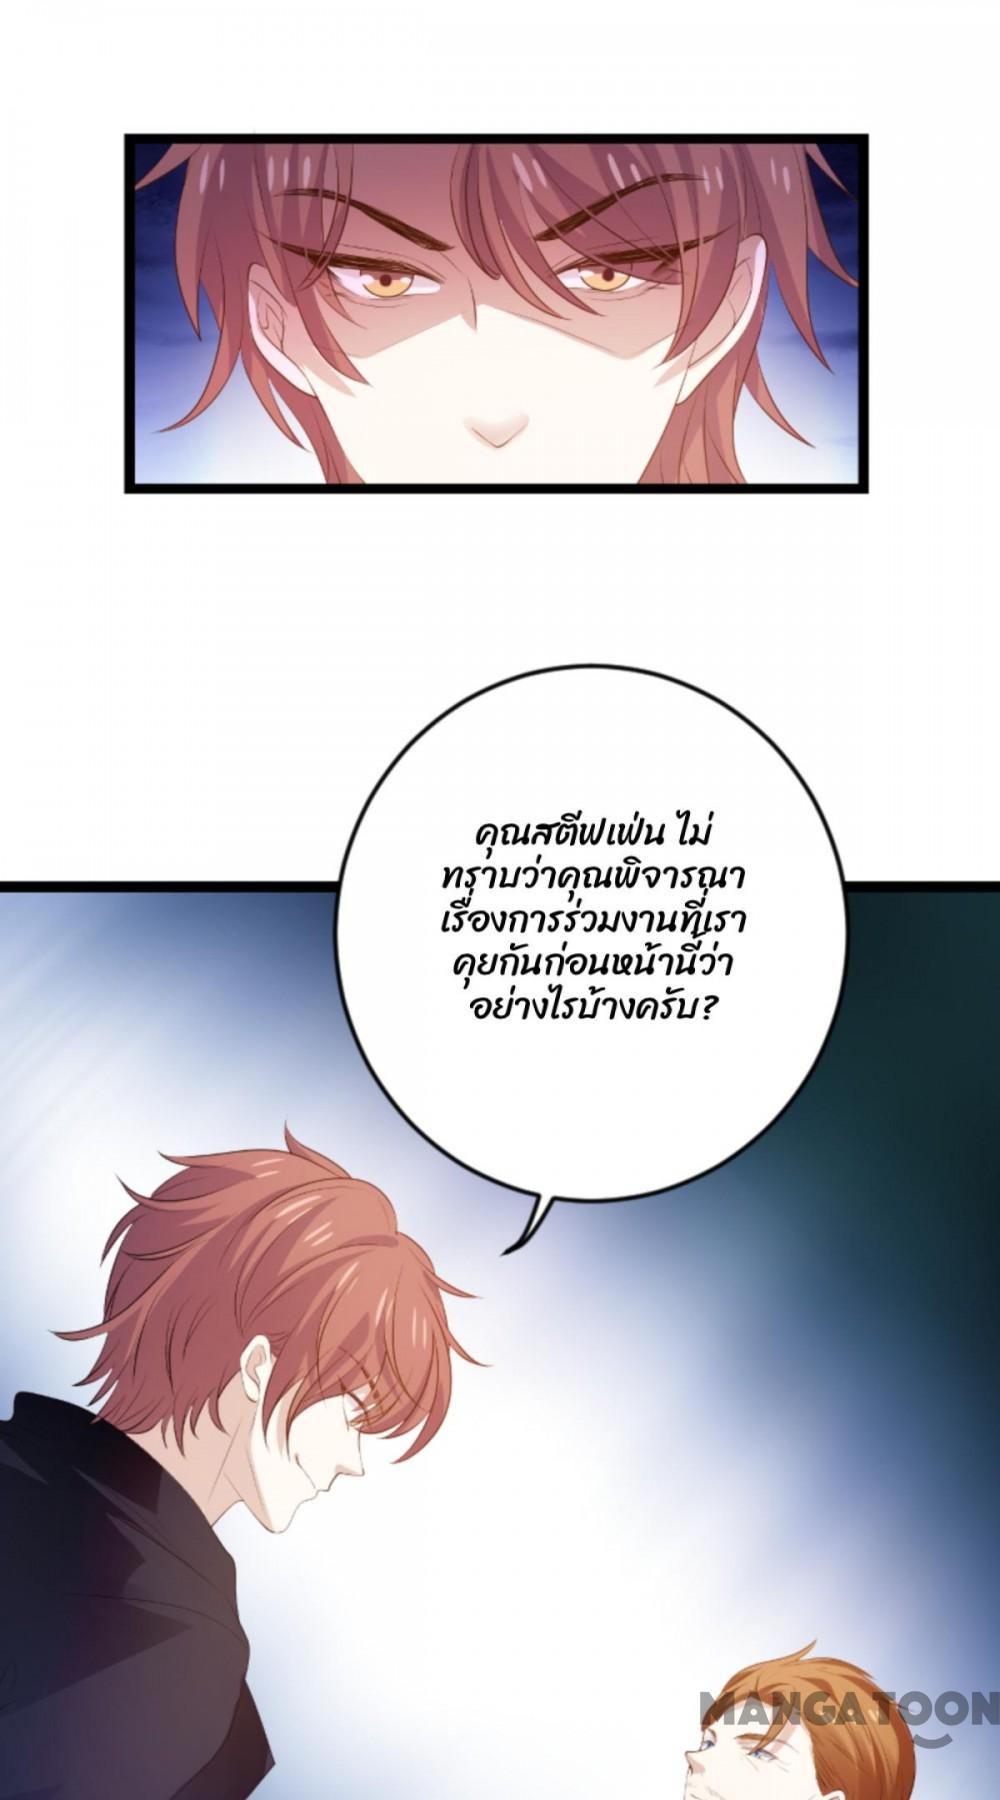 คุณสตีฟเฟ่น ไม่
ทราบว่าคุณพิจารณา
เรื่องการร่วมงานที่เรา
คุยกันก่อนหน้านี้ว่า
อย่างไรบ้างครับ?
MANGATOON